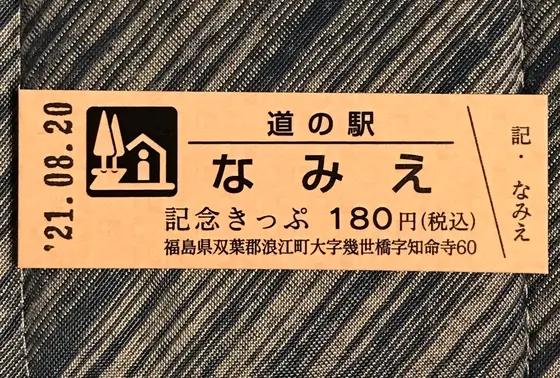 '21.08.20
道の駅
なみえ
記念きっぷ 180円(税込)
福島県双葉郡浪江町大字幾世橋字知命寺60
記・なみえ